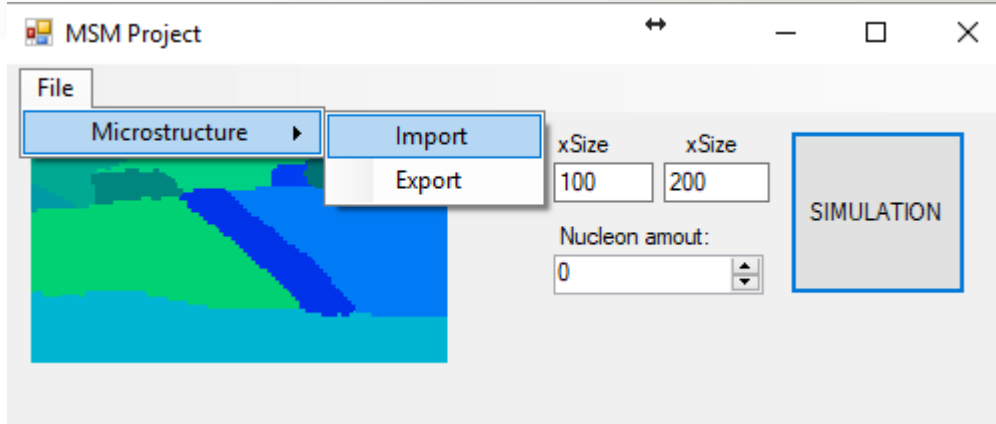 MSM Project
File
Microstructure
Import
Export
xSize xSize
100 200
Nucleon amout:
0
SIMULATION